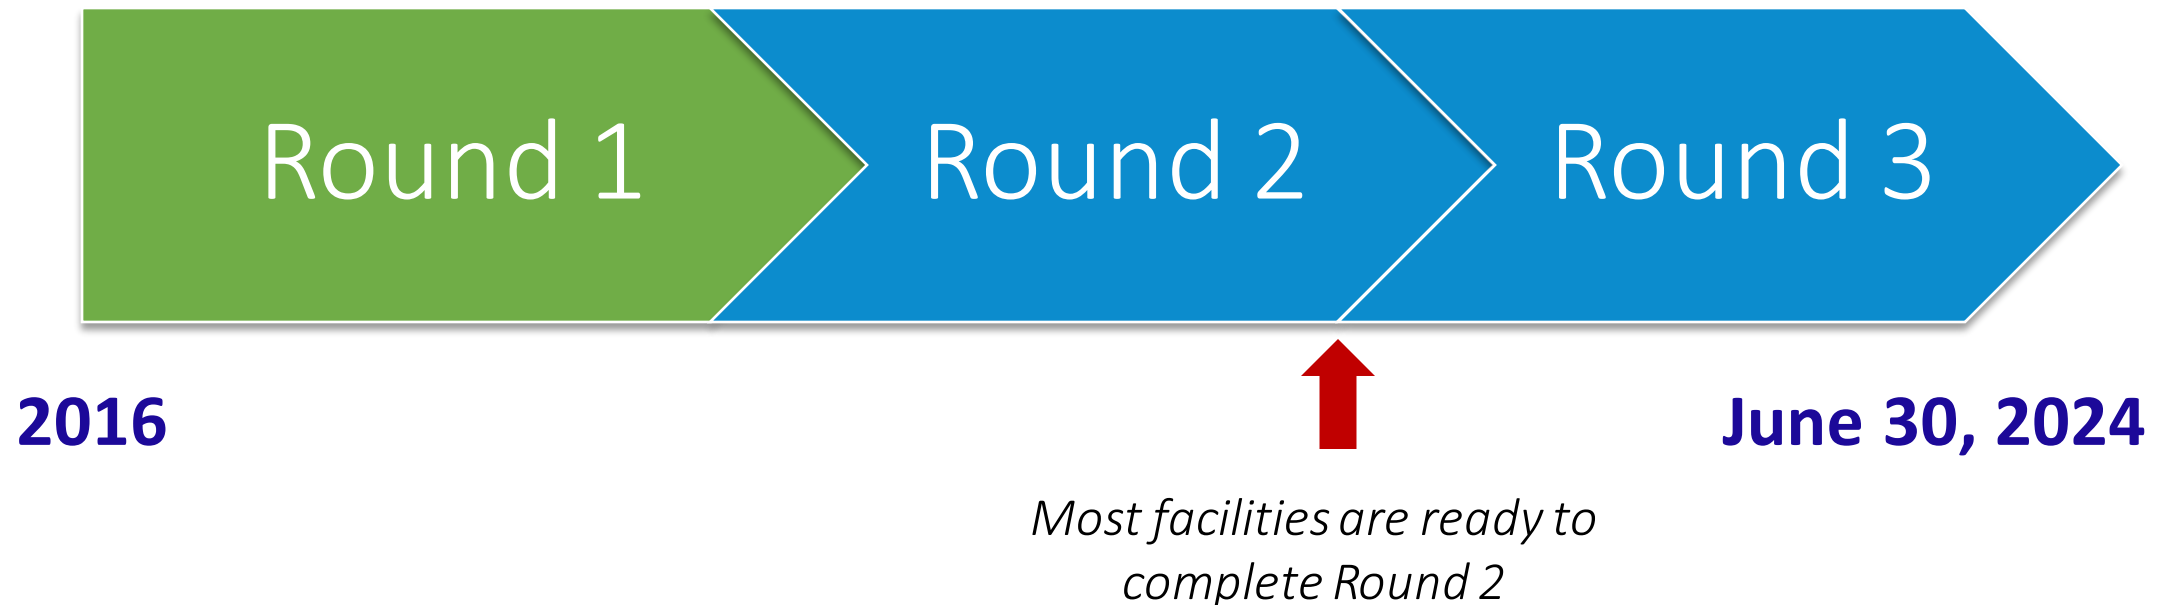 Round 1
Round 2
Round 3
2016
June 30, 2024
Most facilities are ready to
complete Round 2